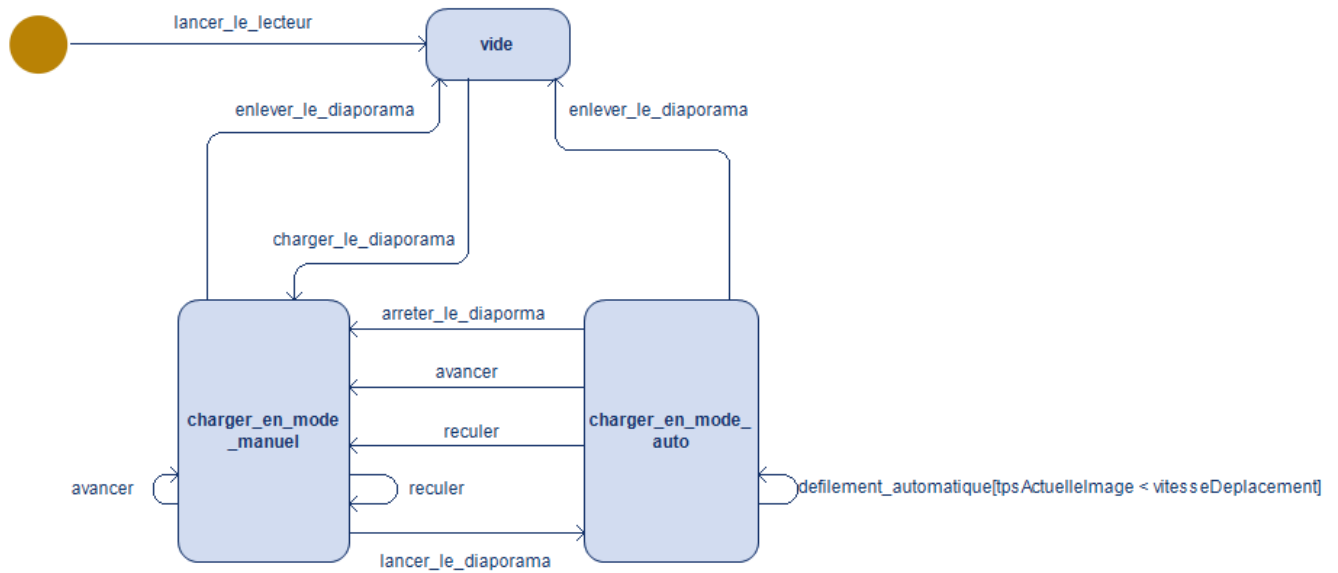 lancer_le_lecteur
vide
enlever_le_diaporama
enlever_le_diaporama
charger_le_diaporama
arreter_le_diaporma
avancer
charger_en_mode
_manuel
charger_en_mode_
auto
reculer
avancer
reculer
defilement_automatique[tpsActuelleImage < vitesseDeplacement]
lancer_le_diaporama